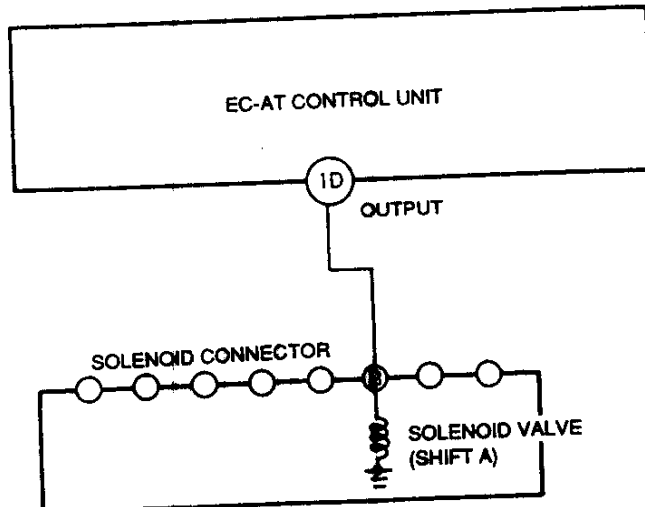 EC-AT CONTROL UNIT
1D
OUTPUT
SOLENOID CONNECTOR
SOLENOID VALVE
(SHIFT A)